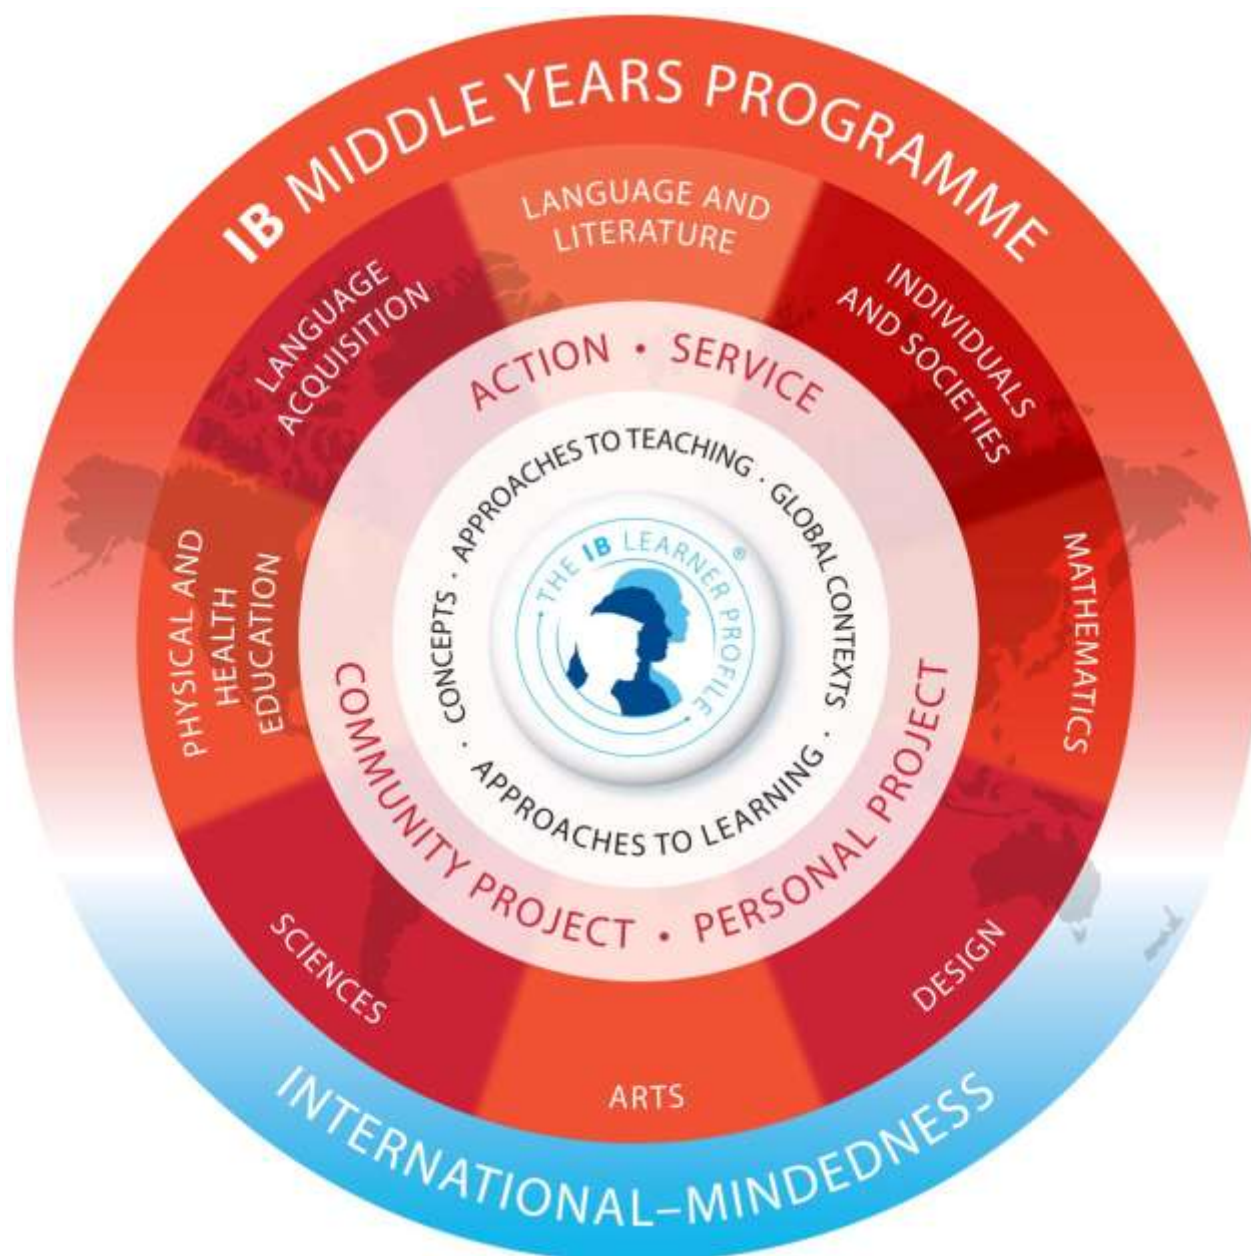 IB MIDDLE YEARS PROGRAMME
LANGUAGE AND
LITERATURE
INDIVIDUALS
AND SOCIETIES
MATHEMATICS
DESIGN
ARTS
SCIENCES
PHYSICAL AND
HEALTH
EDUCATION
LANGUAGE
ACQUISITION
ACTION • SERVICE
PERSONAL PROJECT
•
COMMUNITY PROJECT
APPROACHES TO TEACHING ·
GLOBAL CONTEXTS ·
APPROACHES TO LEARNING ·
CONCEPTS ·
• THE IB LEARNER PROFILE •
®
INTERNATIONAL–MINDEDNESS